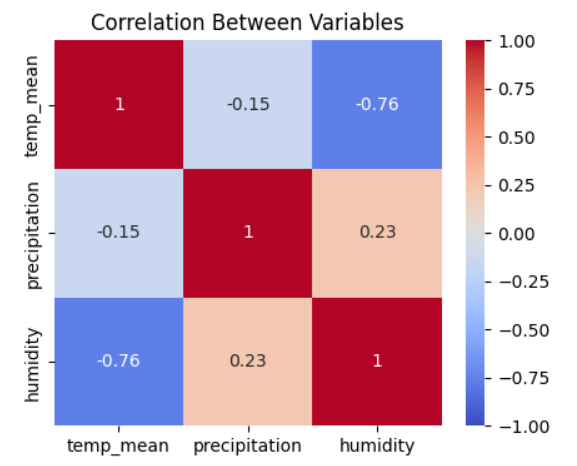 Correlation Between Variables
temp_mean
1
-0.15
-0.76
precipitation
-0.15
1
0.23
humidity
-0.76
0.23
1
temp_mean
precipitation
humidity
1.00
0.75
0.50
0.25
0.00
−0.25
−0.50
−0.75
−1.00